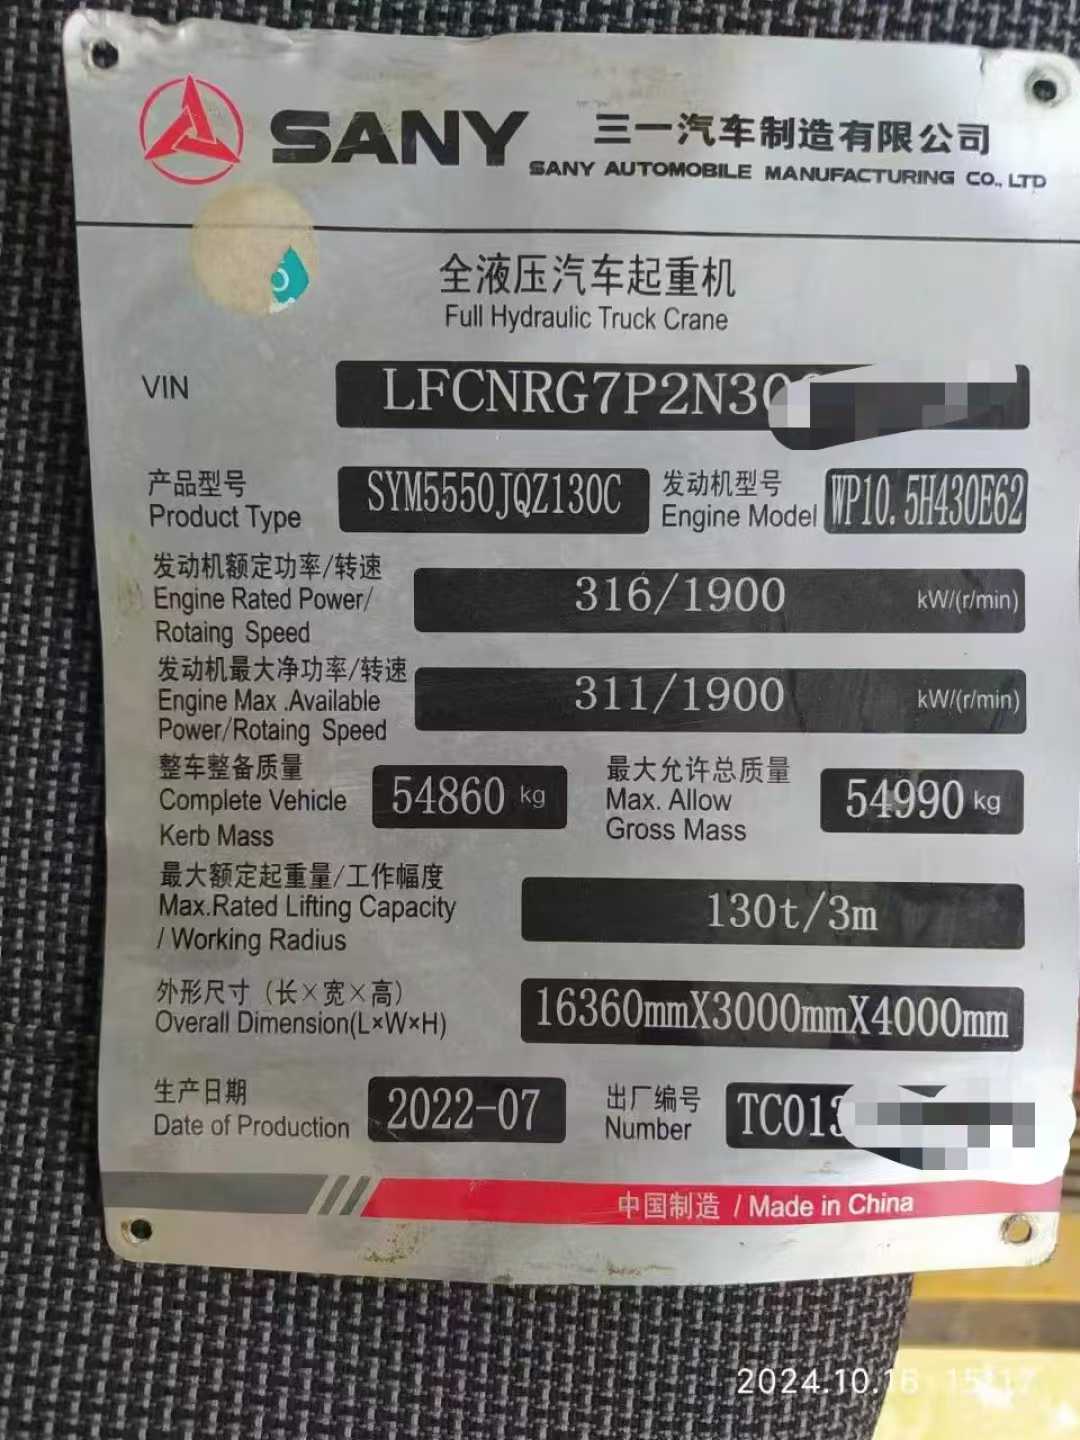 SANY
三一汽车制造有限公司
SANY AUTOMOBILE MANUFACTURING CO., LTD
全液压汽车起重机
Full Hydraulic Truck Crane
VIN LFCNRG7P2N30
产品型号 SYM5550JQZ130C 发动机型号 WP10.5H430E62
Product Type Engine Model
发动机额定功率/转速
Engine Rated Power/ 316/1900 kW/(r/min)
Rotaing Speed
发动机最大净功率/转速
Engine Max .Available 311/1900 kW/(r/min)
Power/Rotaing Speed
整车整备质量 最大允许总质量
Complete Vehicle 54860 kg Max. Allow 54990 kg
Kerb Mass Gross Mass
最大额定起重量/工作幅度
Max.Rated Lifting Capacity 130t/3m
/ Working Radius
外形尺寸（长×宽×高）
Overall Dimension(L×W×H) 16360mmX3000mmX4000mm
生产日期 2022-07 出厂编号 TC013
Date of Production Number
中国制造 / Made in China
2024.10.16 15:17